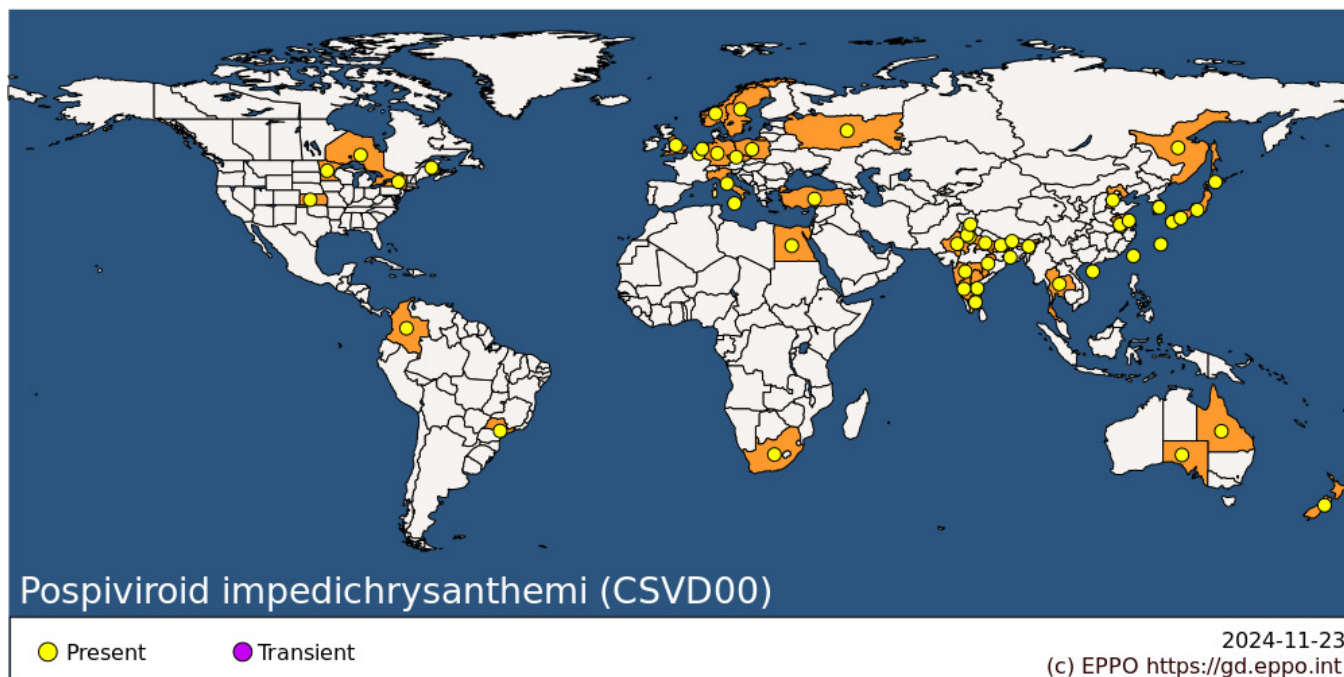 Pospiviroid impedichrysanthemi (CSVD00)
Present
Transient
2024-11-23
(c) EPPO https://gd.eppo.int